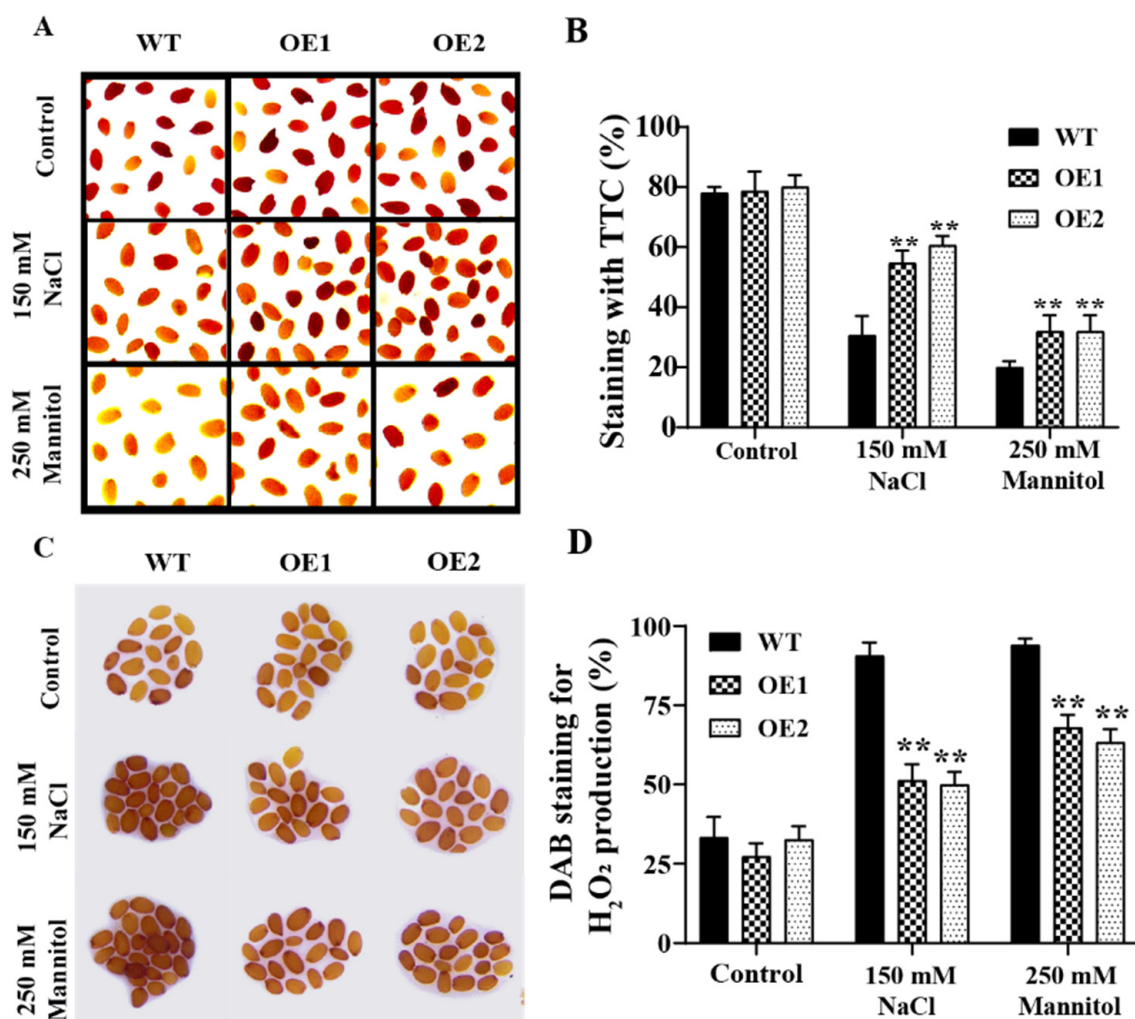 A
WT
OE1
OE2
Control
150 mM
NaCl
250 mM
Mannitol
B
Staining with TTC (%)
100
80
60
40
20
0
WT
OE1
OE2
** **
** **
Control
150 mM
NaCl
250 mM
Mannitol
C
WT
OE1
OE2
Control
150 mM
NaCl
250 mM
Mannitol
D
DAB staining for
H₂O₂ production (%)
100
75
50
25
0
WT
OE1
OE2
** **
** **
Control
150 mM
NaCl
250 mM
Mannitol